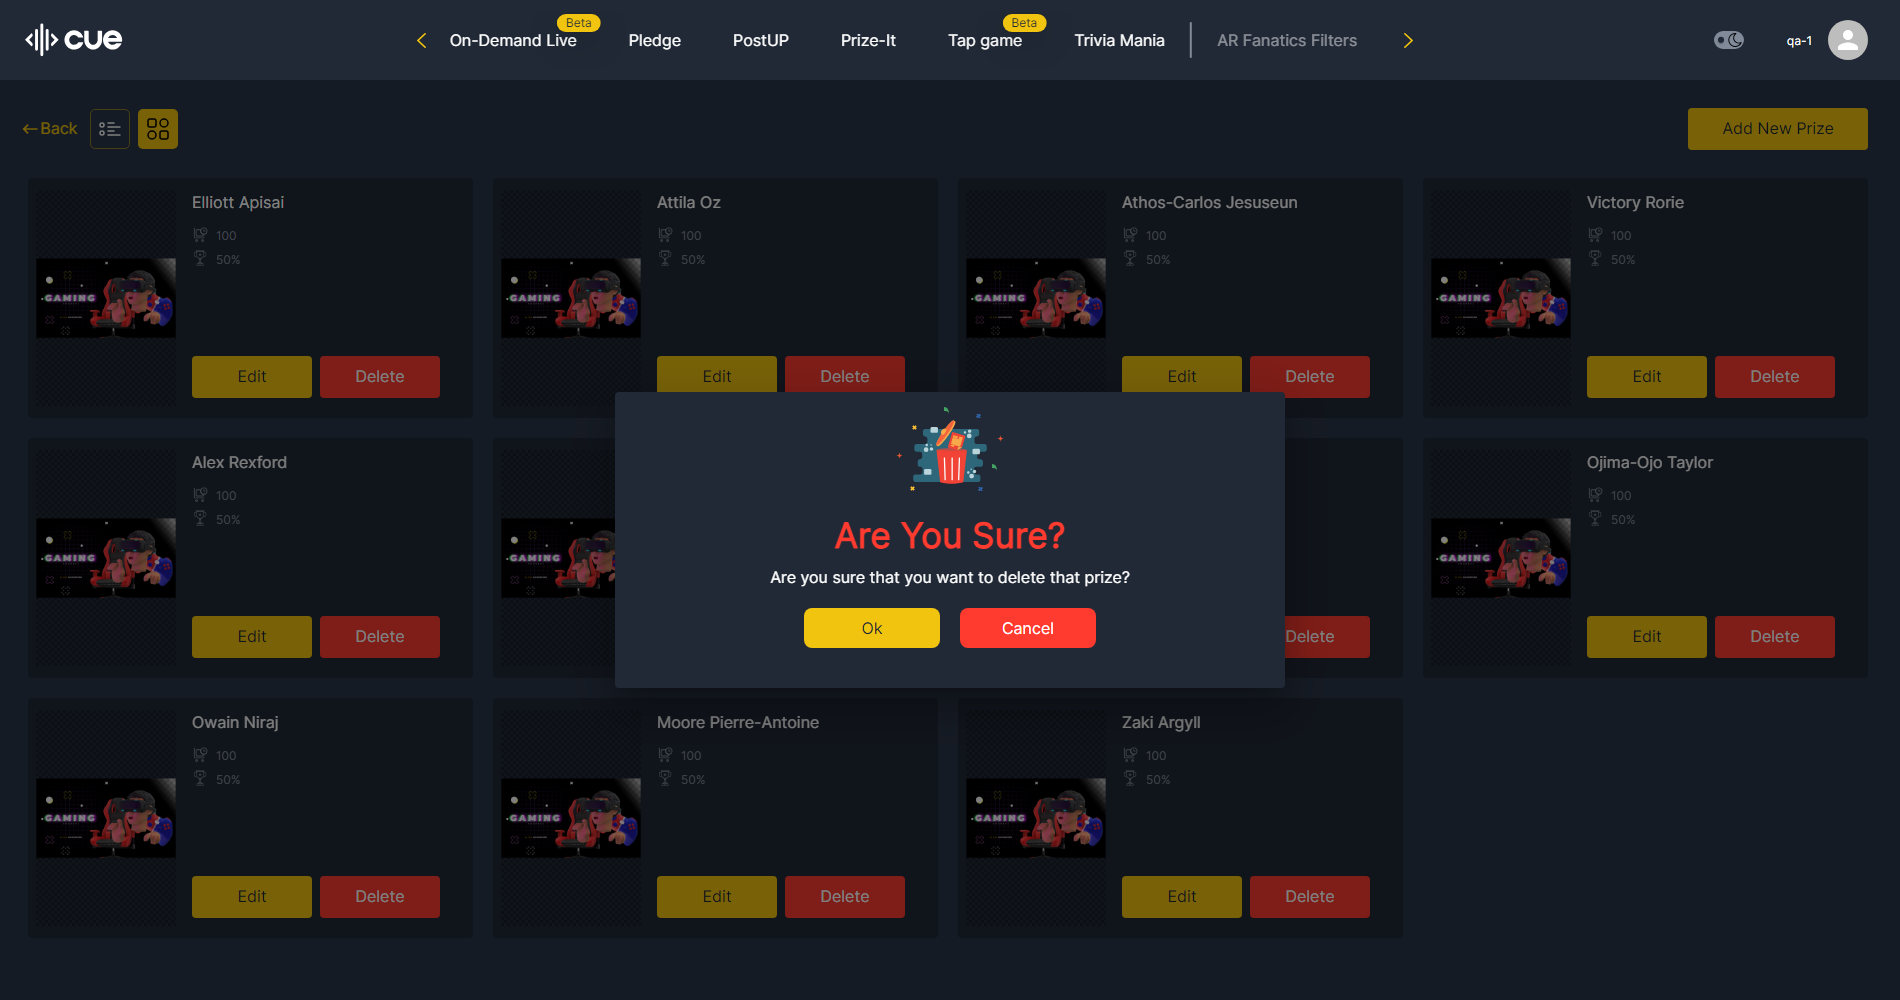 cue
On-Demand Live
Beta
Pledge
PostUP
Prize-It
Tap game
Beta
Trivia Mania
AR Fanatics Filters
qa-1
Back
Add New Prize
Elliott Apisai
100
50%
GAMING
Edit
Delete
Attila Oz
100
50%
GAMING
Edit
Delete
Athos-Carlos Jesuseun
100
50%
GAMING
Edit
Delete
Victory Rorie
100
50%
GAMING
Edit
Delete
Are You Sure?
Are you sure that you want to delete that prize?
Ok
Cancel
Alex Rexford
100
50%
GAMING
Edit
Delete
GAMING
Delete
Ojima-Ojo Taylor
100
50%
GAMING
Edit
Delete
Owain Niraj
100
50%
GAMING
Edit
Delete
Moore Pierre-Antoine
100
50%
GAMING
Edit
Delete
Zaki Argyll
100
50%
GAMING
Edit
Delete